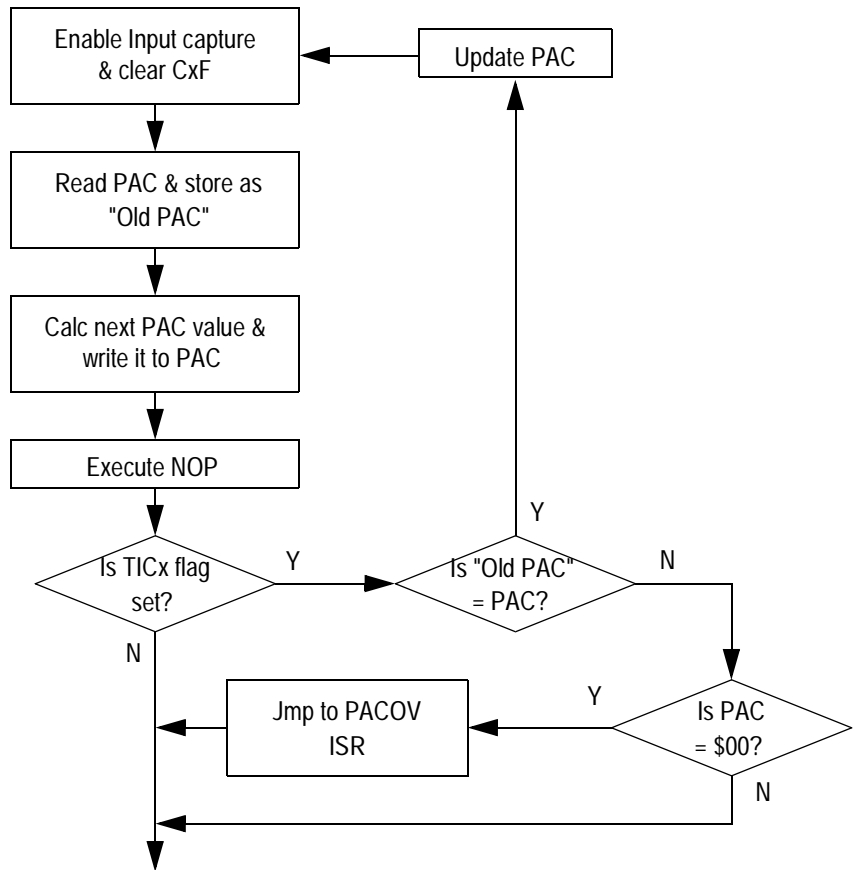 Enable Input capture
& clear CxF
Update PAC
Read PAC & store as
"Old PAC"
Calc next PAC value &
write it to PAC
Execute NOP
Y
Is TICx flag
set?
Y
Is "Old PAC"
= PAC?
N
N
Jmp to PACOV
ISR
Y
Is PAC
= $00?
N